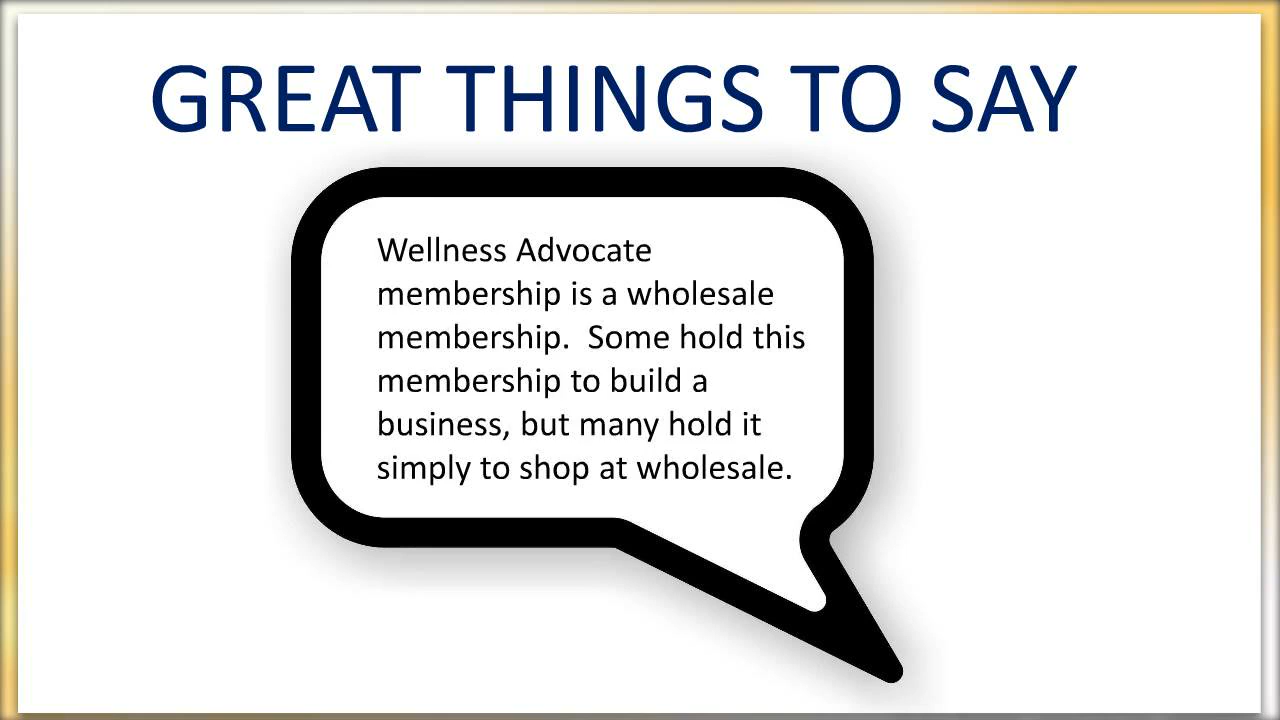 GREAT THINGS TO SAY
Wellness Advocate
membership is a wholesale
membership.  Some hold this
membership to build a
business, but many hold it
simply to shop at wholesale.